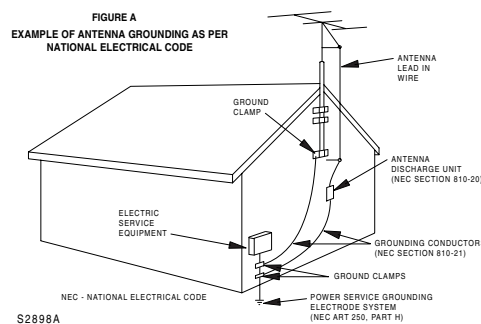 FIGURE A
EXAMPLE OF ANTENNA GROUNDING AS PER
NATIONAL ELECTRICAL CODE
ANTENNA
LEAD IN
WIRE
GROUND
CLAMP
ANTENNA
DISCHARGE UNIT
(NEC SECTION 810-20)
ELECTRIC
SERVICE
EQUIPMENT
GROUNDING CONDUCTOR
(NEC SECTION 810-21)
GROUND CLAMPS
NEC - NATIONAL ELECTRICAL CODE
POWER SERVICE GROUNDING
ELECTRODE SYSTEM
(NEC ART 250, PART H)
S2898A